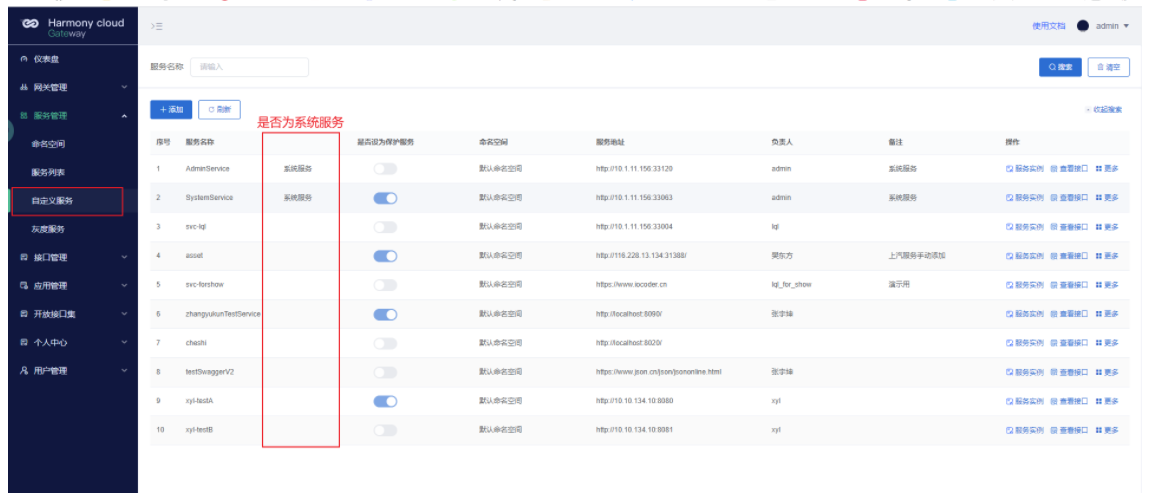 Harmony cloud
Gateway
>三
使用文档 admin
仪表盘
网关管理
服务管理
命名空间
服务列表
自定义服务
灰度服务
接口管理
应用管理
开放接口集
个人中心
用户管理
服务名称 请输入 搜索 清空
+ 添加 刷新 收起搜索
是否为系统服务
序号 服务名称 是否设为保护服务 命名空间 服务地址 负责人 备注 操作
1 AdminService 系统服务 默认命名空间 http://10.1.11.156:33120 admin 系统服务 服务实例 查看接口 更多
2 SystemService 系统服务 默认命名空间 http://10.1.11.156:33063 admin 系统服务 服务实例 查看接口 更多
3 svc-lql 默认命名空间 http://10.1.11.156:33004 lql 服务实例 查看接口 更多
4 asset 默认命名空间 http://116.228.13.134:31388/ 樊东方 上汽服务手动添加 服务实例 查看接口 更多
5 svc-forshow 默认命名空间 https://www.iocoder.cn lql_for_show 演示用 服务实例 查看接口 更多
6 zhangyukunTestService 默认命名空间 http://localhost:8090/ 张宇坤 服务实例 查看接口 更多
7 cheshi 默认命名空间 http://localhost:8020/ 服务实例 查看接口 更多
8 testSwaggerV2 默认命名空间 https://www.json.cn/json/jsononline.html 张宇坤 服务实例 查看接口 更多
9 xyl-testA 默认命名空间 http://10.10.134.10:8080 xyl 服务实例 查看接口 更多
10 xyl-testB 默认命名空间 http://10.10.134.10:8081 xyl 服务实例 查看接口 更多